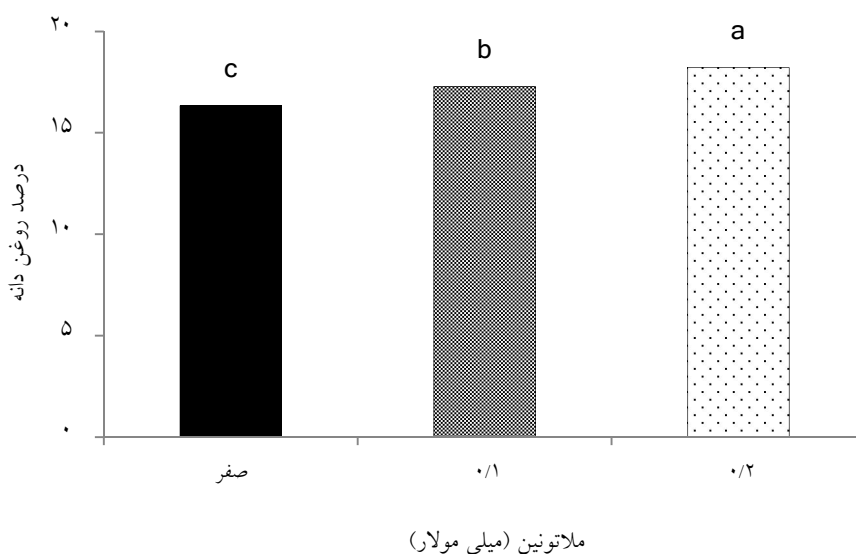 ۲۰
۱۵
۱۰
۵
۰
درصد روغن دانه
c
b
a
صفر
۰/۱
۰/۲
ملاتونین (میلی مولار)